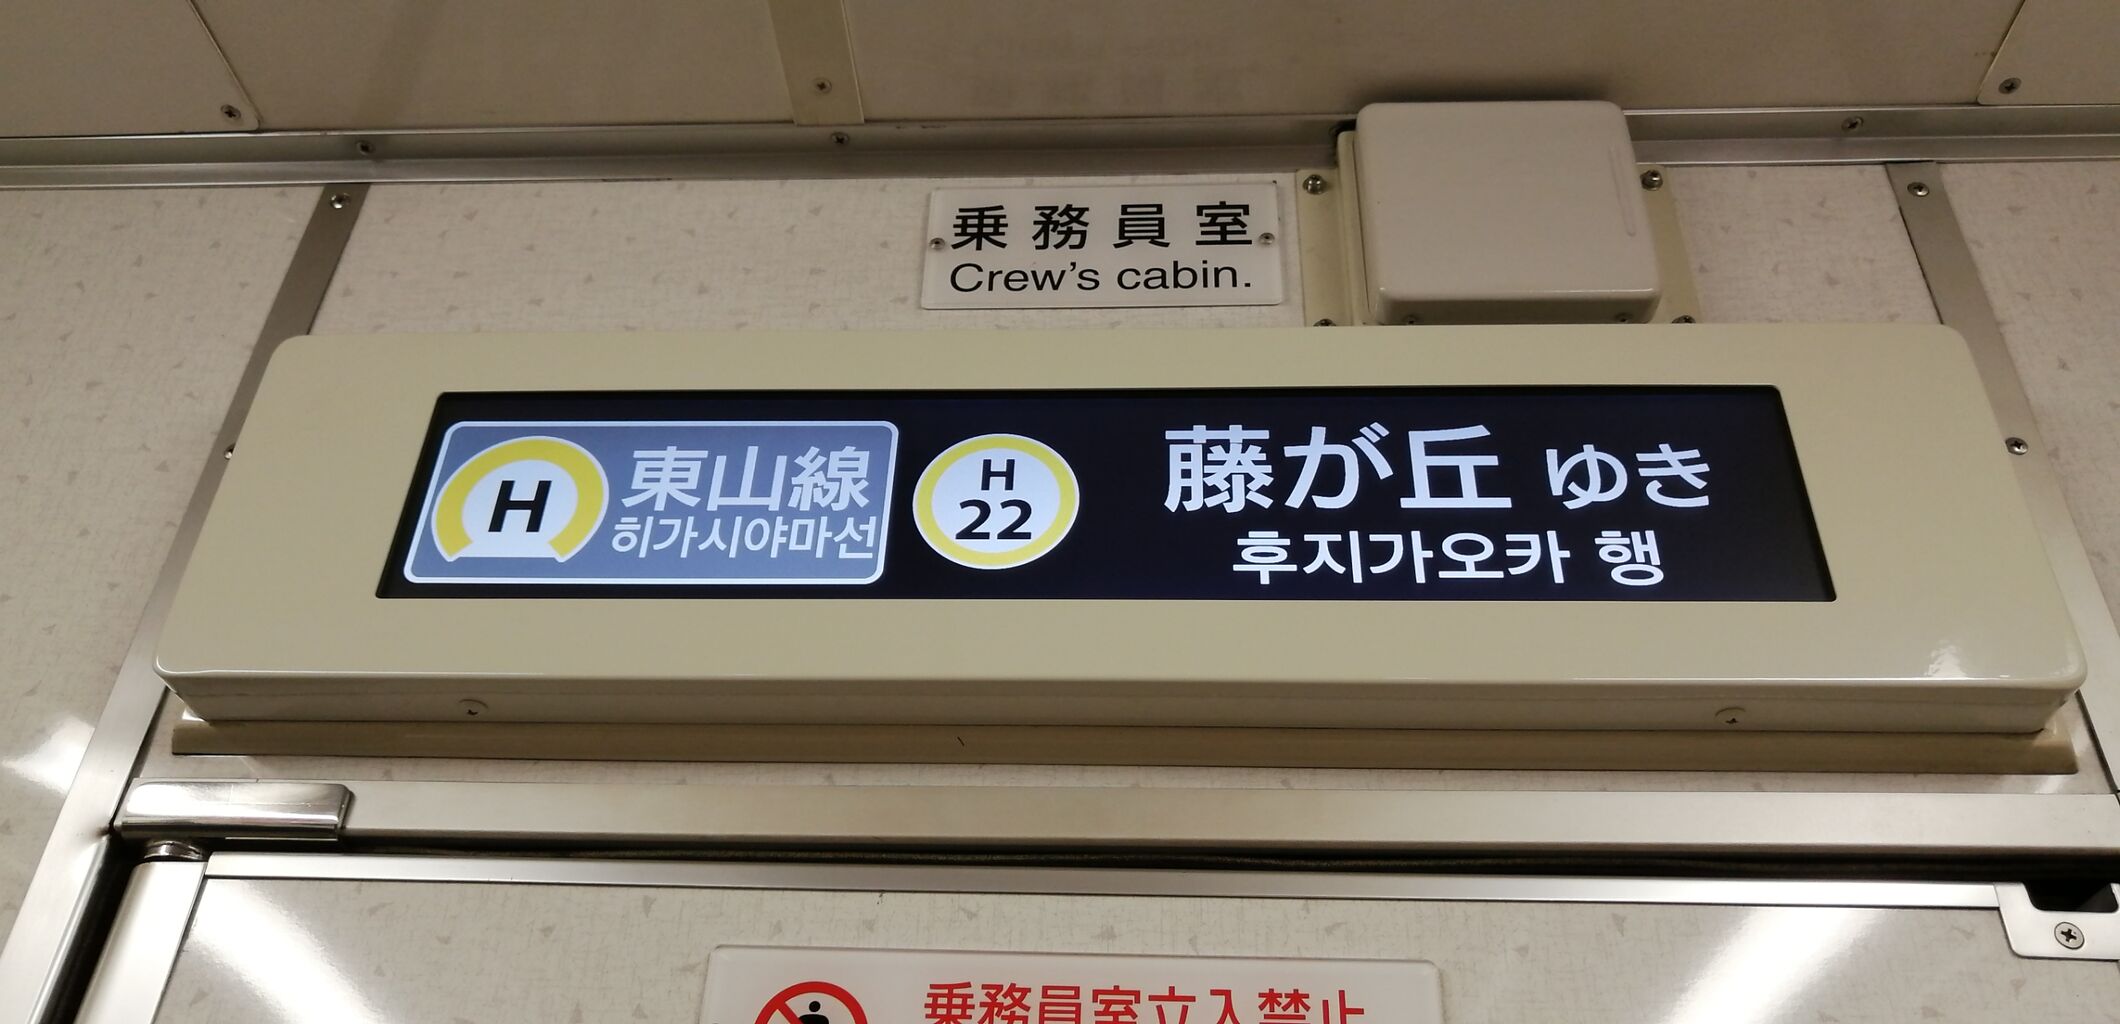 乗務員室
Crew's cabin.
H 東山線
히가시야마선
H
22
藤が丘 ゆき
후지가오카 행
乗務員室立入禁止